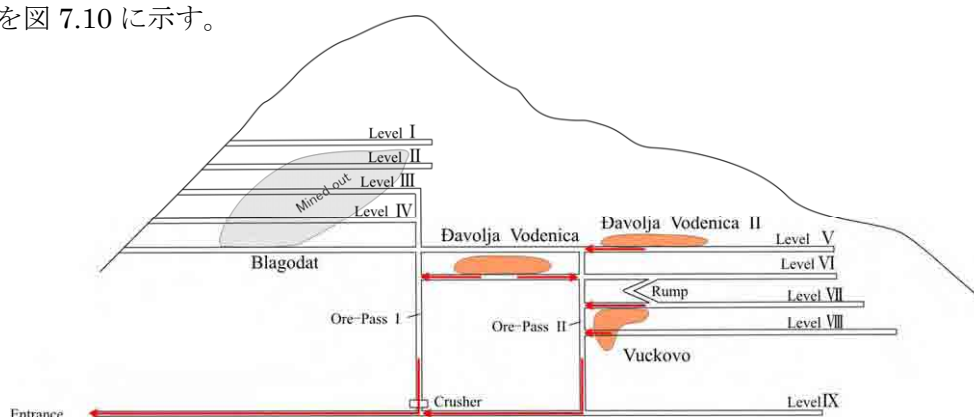 を図 7.10 に示す。
Level Ⅰ
Level Ⅱ
Level Ⅲ
Mined-out
Level Ⅳ
Đavolja Vodenica
Đavolja Vodenica Ⅱ
Level Ⅴ
Blagodat
Level Ⅵ
Rump
Level Ⅶ
Ore-Pass Ⅰ
Ore-Pass Ⅱ
Level Ⅷ
Vuckovo
Crusher
Level Ⅸ
Entrance